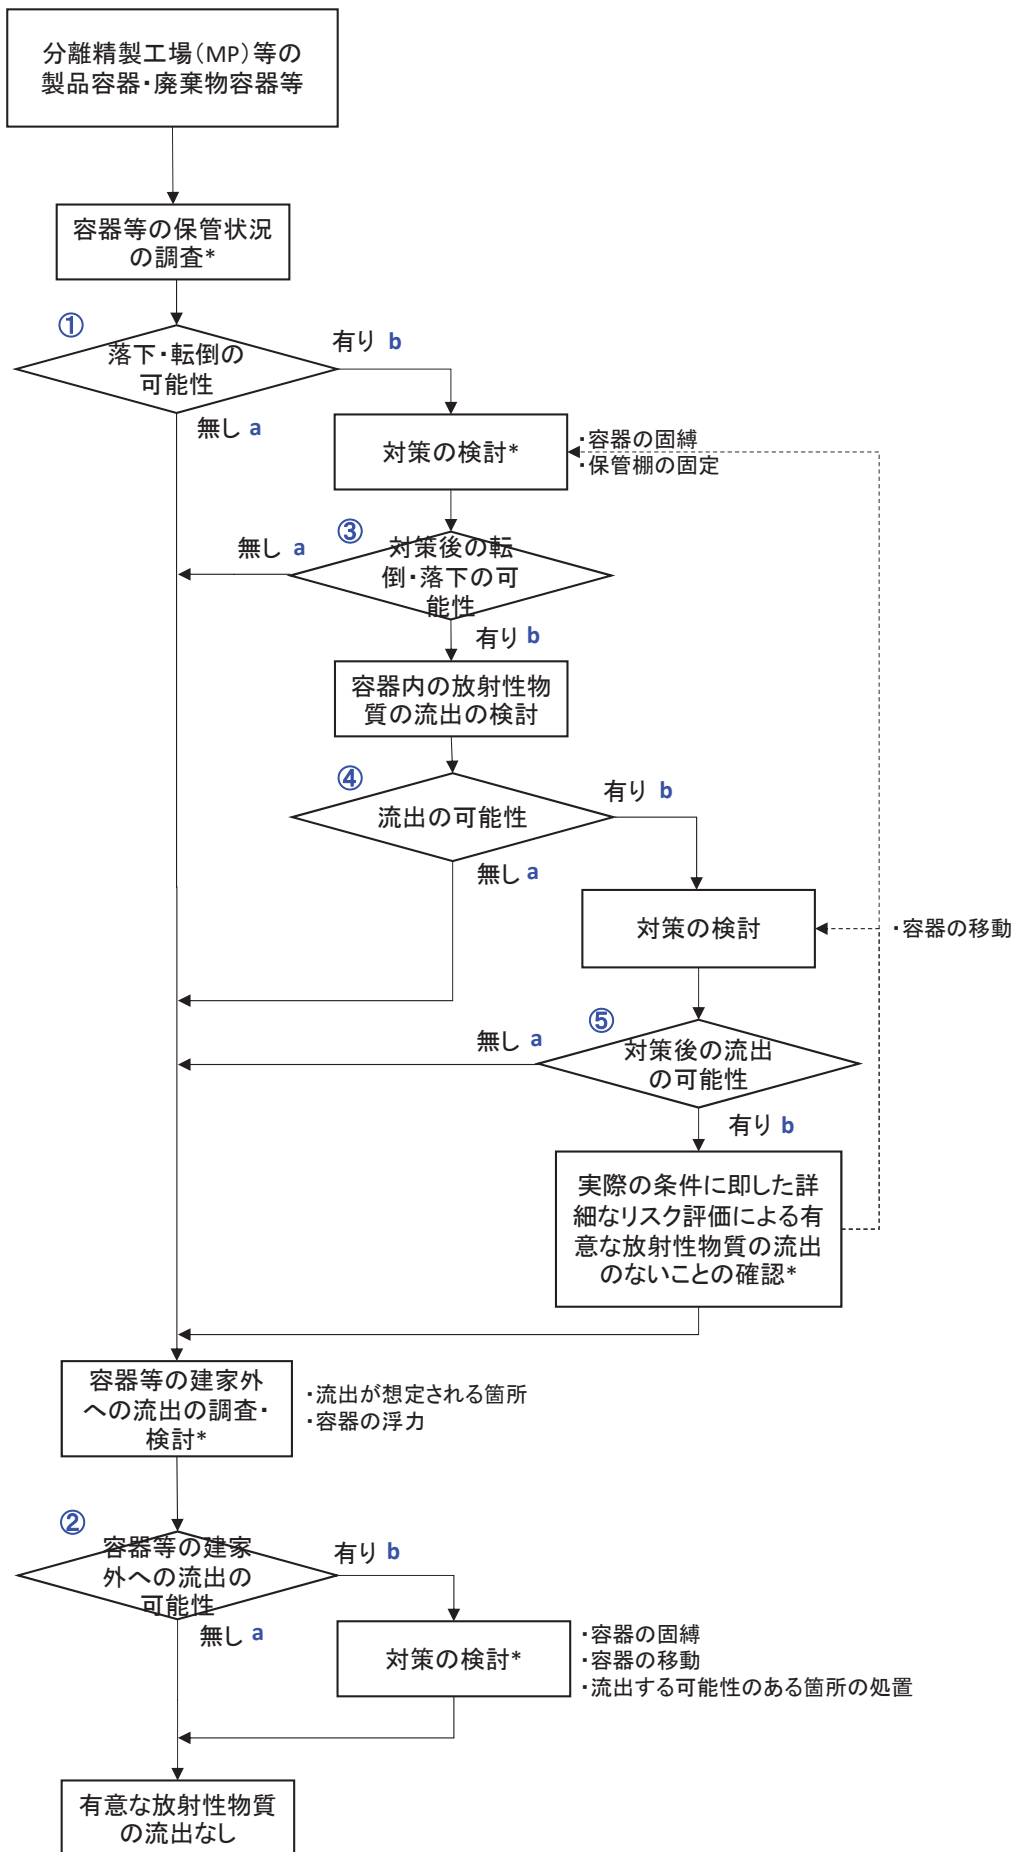 分離精製工場(MP)等の
製品容器・廃棄物容器等
容器等の保管状況
の調査*
①
落下・転倒の
可能性
有り b
無し a
対策の検討*
・容器の固縛
・保管棚の固定
③
対策後の転
倒・落下の可
能性
無し a
有り b
容器内の放射性物
質の流出の検討
④
流出の可能性
有り b
無し a
対策の検討
・容器の移動
⑤
対策後の流出
の可能性
無し a
有り b
実際の条件に即した詳
細なリスク評価による有
意な放射性物質の流出
のないことの確認*
容器等の建家外
への流出の調査・
検討*
・流出が想定される箇所
・容器の浮力
②
容器等の建家
外への流出の
可能性
有り b
無し a
対策の検討*
・容器の固縛
・容器の移動
・流出する可能性のある箇所の処置
有意な放射性物質
の流出なし